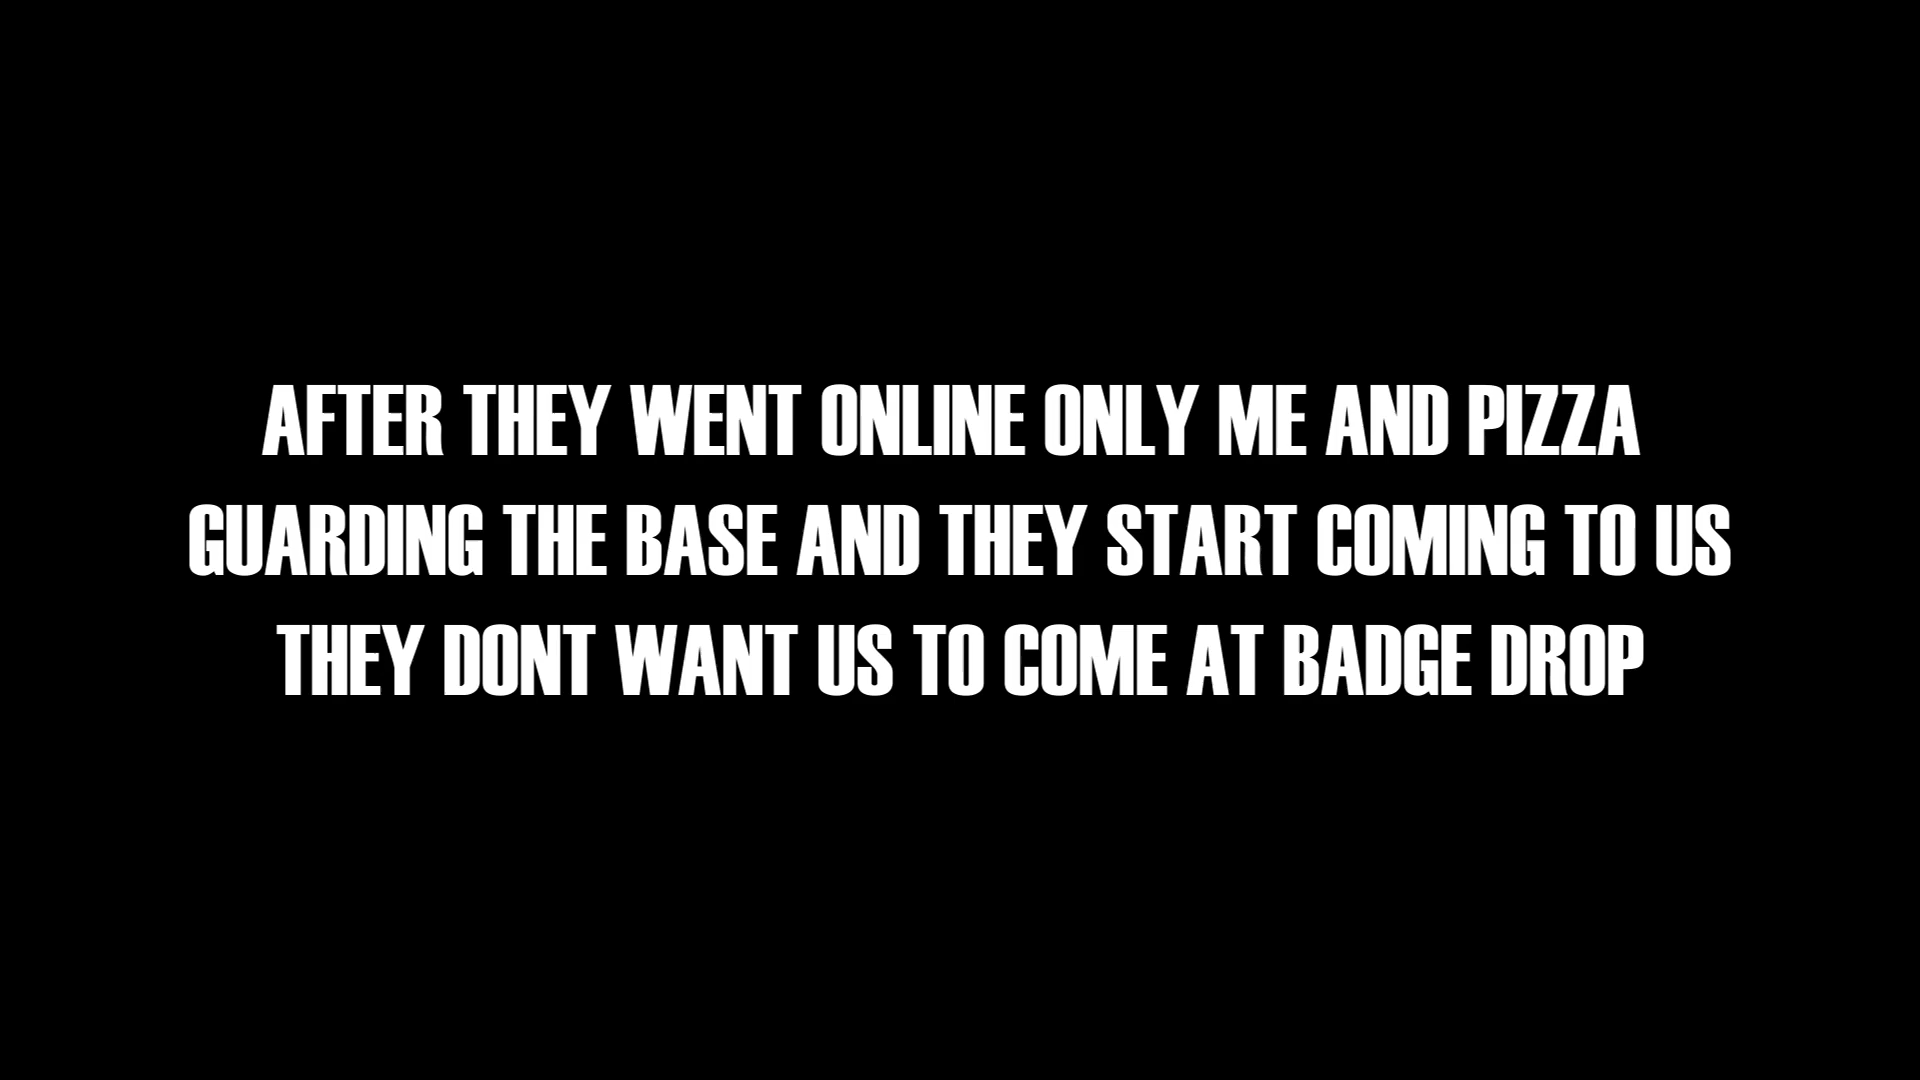 AFTER THEY WENT ONLINE ONLY ME AND PIZZA
GUARDING THE BASE AND THEY START COMING TO US
THEY DONT WANT US TO COME AT BADGE DROP